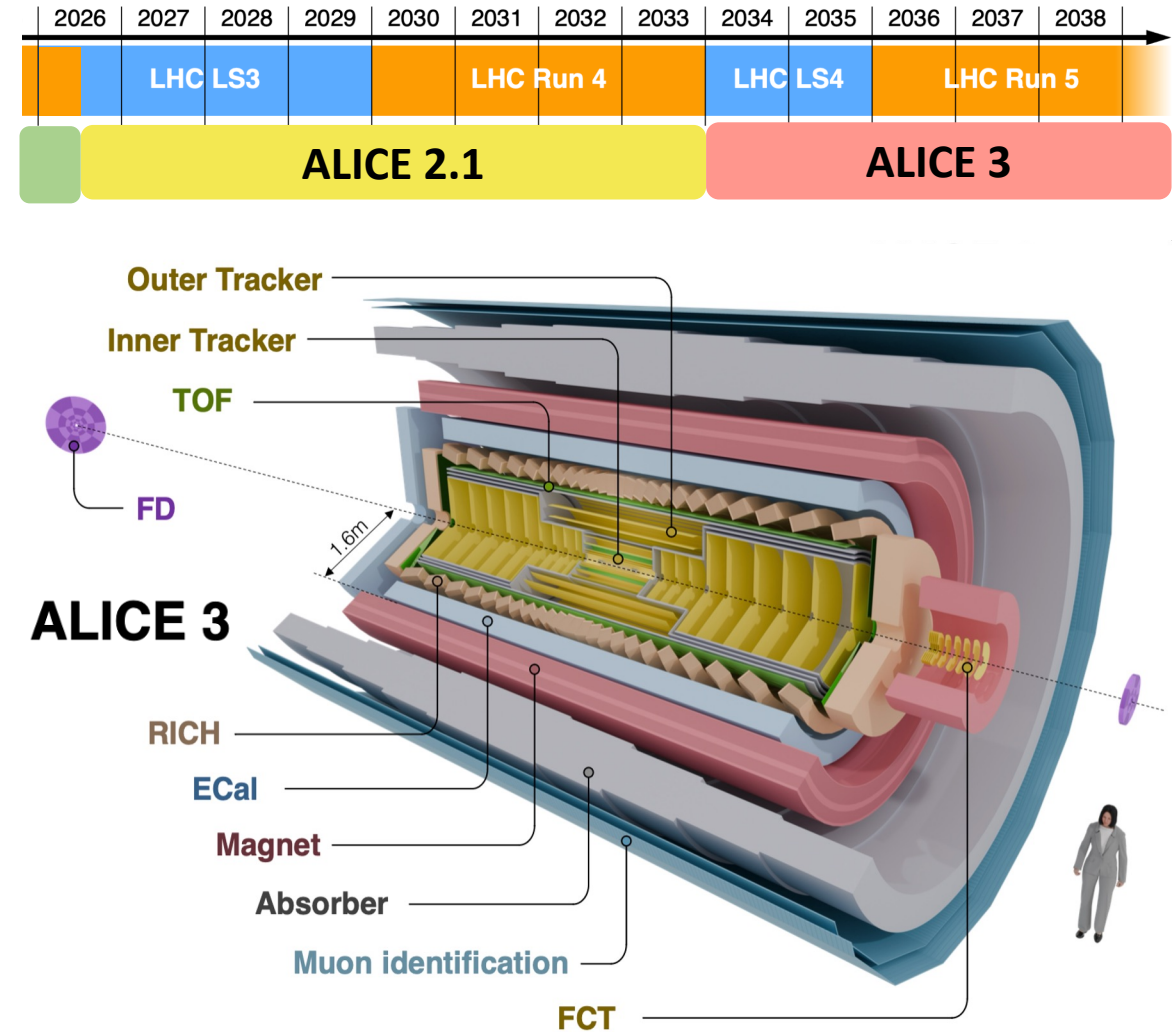 2026 2027 2028 2029 2030 2031 2032 2033 2034 2035 2036 2037 2038
LHC LS3 LHC Run 4 LHC LS4 LHC Run 5
ALICE 2.1 ALICE 3
Outer Tracker
Inner Tracker
TOF
FD
1.6m
ALICE 3
RICH
ECal
Magnet
Absorber
Muon identification
FCT